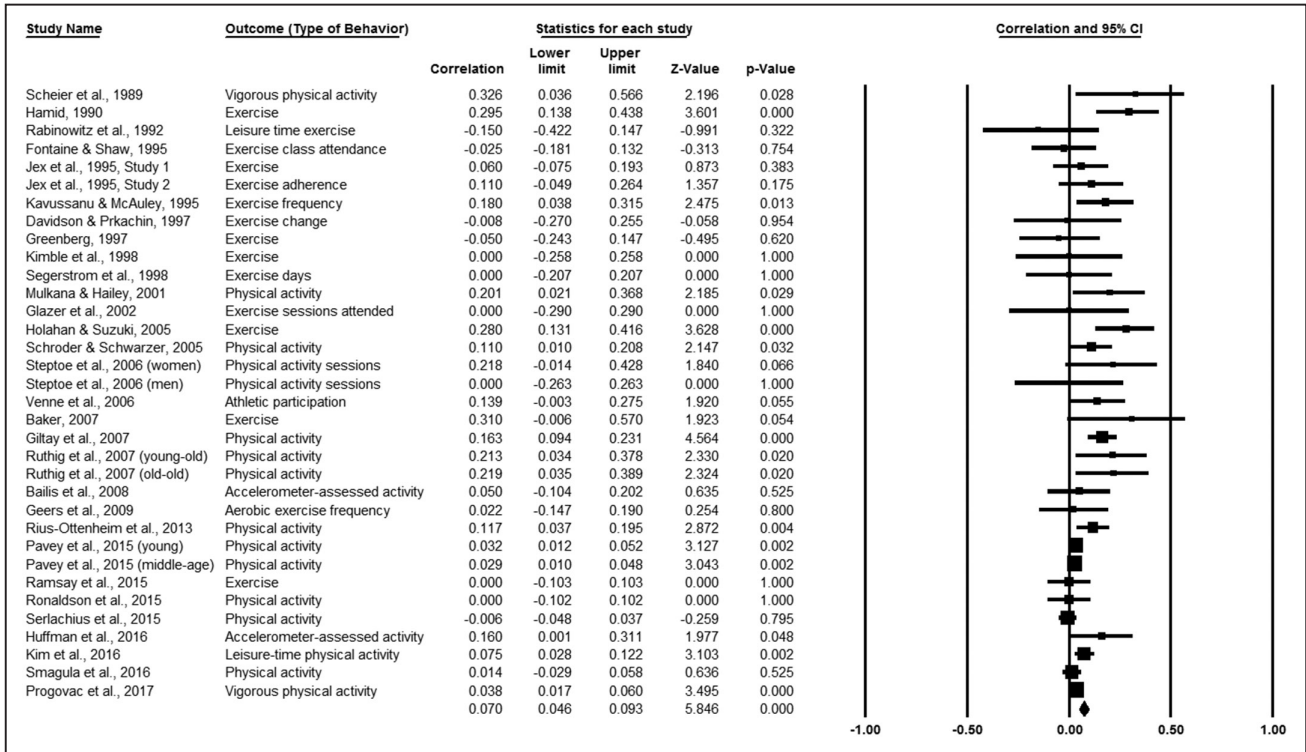 Study Name Outcome (Type of Behavior) Statistics for each study Correlation and 95% CI
Correlation Lower limit Upper limit Z-Value p-Value
Scheier et al., 1989 Vigorous physical activity 0.326 0.036 0.566 2.196 0.028
Hamid, 1990 Exercise 0.295 0.138 0.438 3.601 0.000
Rabinowitz et al., 1992 Leisure time exercise -0.150 -0.422 0.147 -0.991 0.322
Fontaine & Shaw, 1995 Exercise class attendance -0.025 -0.181 0.132 -0.313 0.754
Jex et al., 1995, Study 1 Exercise 0.060 -0.075 0.193 0.873 0.383
Jex et al., 1995, Study 2 Exercise adherence 0.110 -0.049 0.264 1.357 0.175
Kavussanu & McAuley, 1995 Exercise frequency 0.180 0.038 0.315 2.475 0.013
Davidson & Prkachin, 1997 Exercise change -0.008 -0.270 0.255 -0.058 0.954
Greenberg, 1997 Exercise -0.050 -0.243 0.147 -0.495 0.620
Kimble et al., 1998 Exercise 0.000 -0.258 0.258 0.000 1.000
Segerstrom et al., 1998 Exercise days 0.000 -0.207 0.207 0.000 1.000
Mulkana & Hailey, 2001 Physical activity 0.201 0.021 0.368 2.185 0.029
Glazer et al., 2002 Exercise sessions attended 0.000 -0.290 0.290 0.000 1.000
Holahan & Suzuki, 2005 Exercise 0.280 0.131 0.416 3.628 0.000
Schroder & Schwarzer, 2005 Physical activity 0.110 0.010 0.208 2.147 0.032
Steptoe et al., 2006 (women) Physical activity sessions 0.218 -0.014 0.428 1.840 0.066
Steptoe et al., 2006 (men) Physical activity sessions 0.000 -0.263 0.263 0.000 1.000
Venne et al., 2006 Athletic participation 0.139 -0.003 0.275 1.920 0.055
Baker, 2007 Exercise 0.310 -0.006 0.570 1.923 0.054
Giltay et al., 2007 Physical activity 0.163 0.094 0.231 4.564 0.000
Ruthig et al., 2007 (young-old) Physical activity 0.213 0.034 0.378 2.330 0.020
Ruthig et al., 2007 (old-old) Physical activity 0.219 0.035 0.389 2.324 0.020
Bailis et al., 2008 Accelerometer-assessed activity 0.050 -0.104 0.202 0.635 0.525
Geers et al., 2009 Aerobic exercise frequency 0.022 -0.147 0.190 0.254 0.800
Rius-Ottenheim et al., 2013 Physical activity 0.117 0.037 0.195 2.872 0.004
Pavey et al., 2015 (young) Physical activity 0.032 0.012 0.052 3.127 0.002
Pavey et al., 2015 (middle-age) Physical activity 0.029 0.010 0.048 3.043 0.002
Ramsay et al., 2015 Exercise 0.000 -0.103 0.103 0.000 1.000
Ronaldson et al., 2015 Physical activity 0.000 -0.102 0.102 0.000 1.000
Serlachius et al., 2015 Physical activity -0.006 -0.048 0.037 -0.259 0.795
Huffman et al., 2016 Accelerometer-assessed activity 0.160 0.001 0.311 1.977 0.048
Kim et al., 2016 Leisure-time physical activity 0.075 0.028 0.122 3.103 0.002
Smagula et al., 2016 Physical activity 0.014 -0.029 0.058 0.636 0.525
Progovac et al., 2017 Vigorous physical activity 0.038 0.017 0.060 3.495 0.000
0.070 0.046 0.093 5.846 0.000
-1.00 -0.50 0.00 0.50 1.00